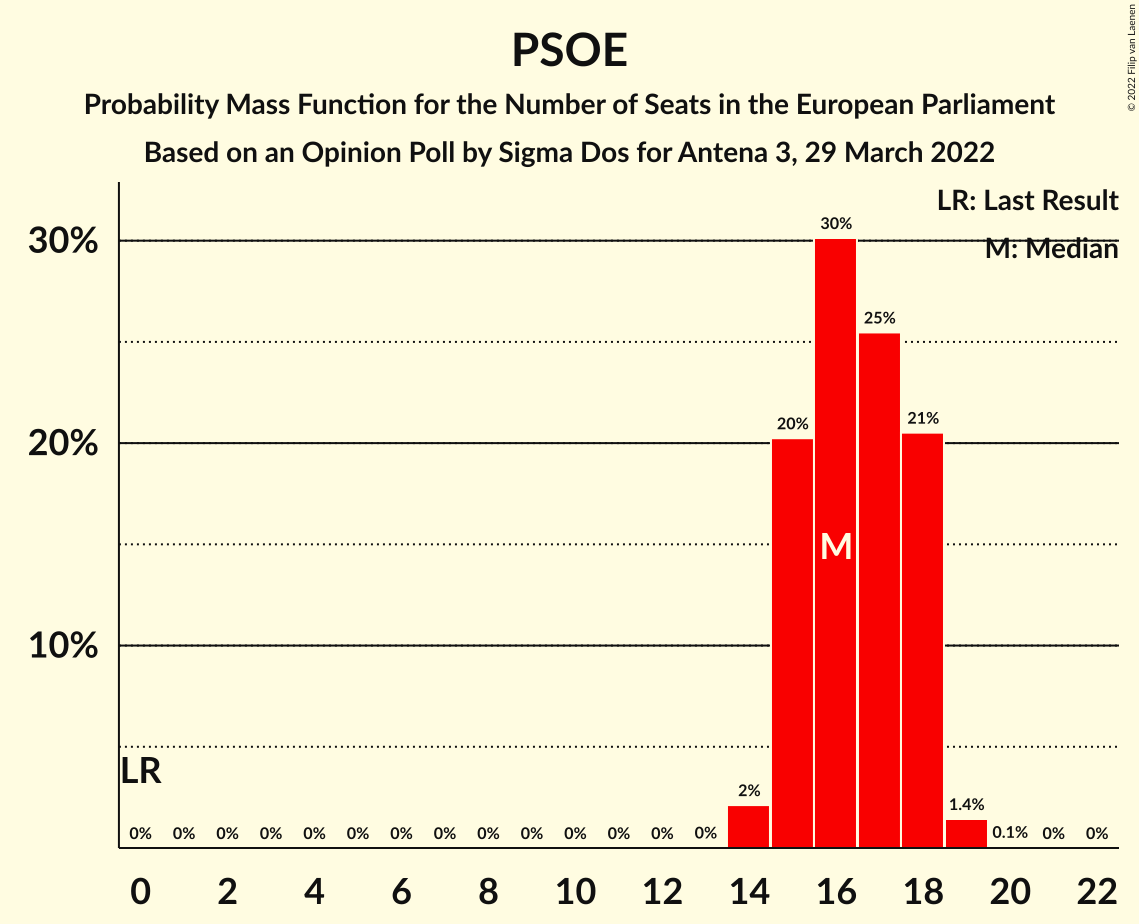 PSOE
Probability Mass Function for the Number of Seats in the European Parliament
Based on an Opinion Poll by Sigma Dos for Antena 3, 29 March 2022
© 2022 Filip van Laenen
LR: Last Result
M: Median
30%
20%
10%
30%
25%
20%
21%
M
LR
2%
1.4%
0% 0% 0% 0% 0% 0% 0% 0% 0% 0% 0% 0% 0% 0% 0.1% 0% 0%
0 2 4 6 8 10 12 14 16 18 20 22